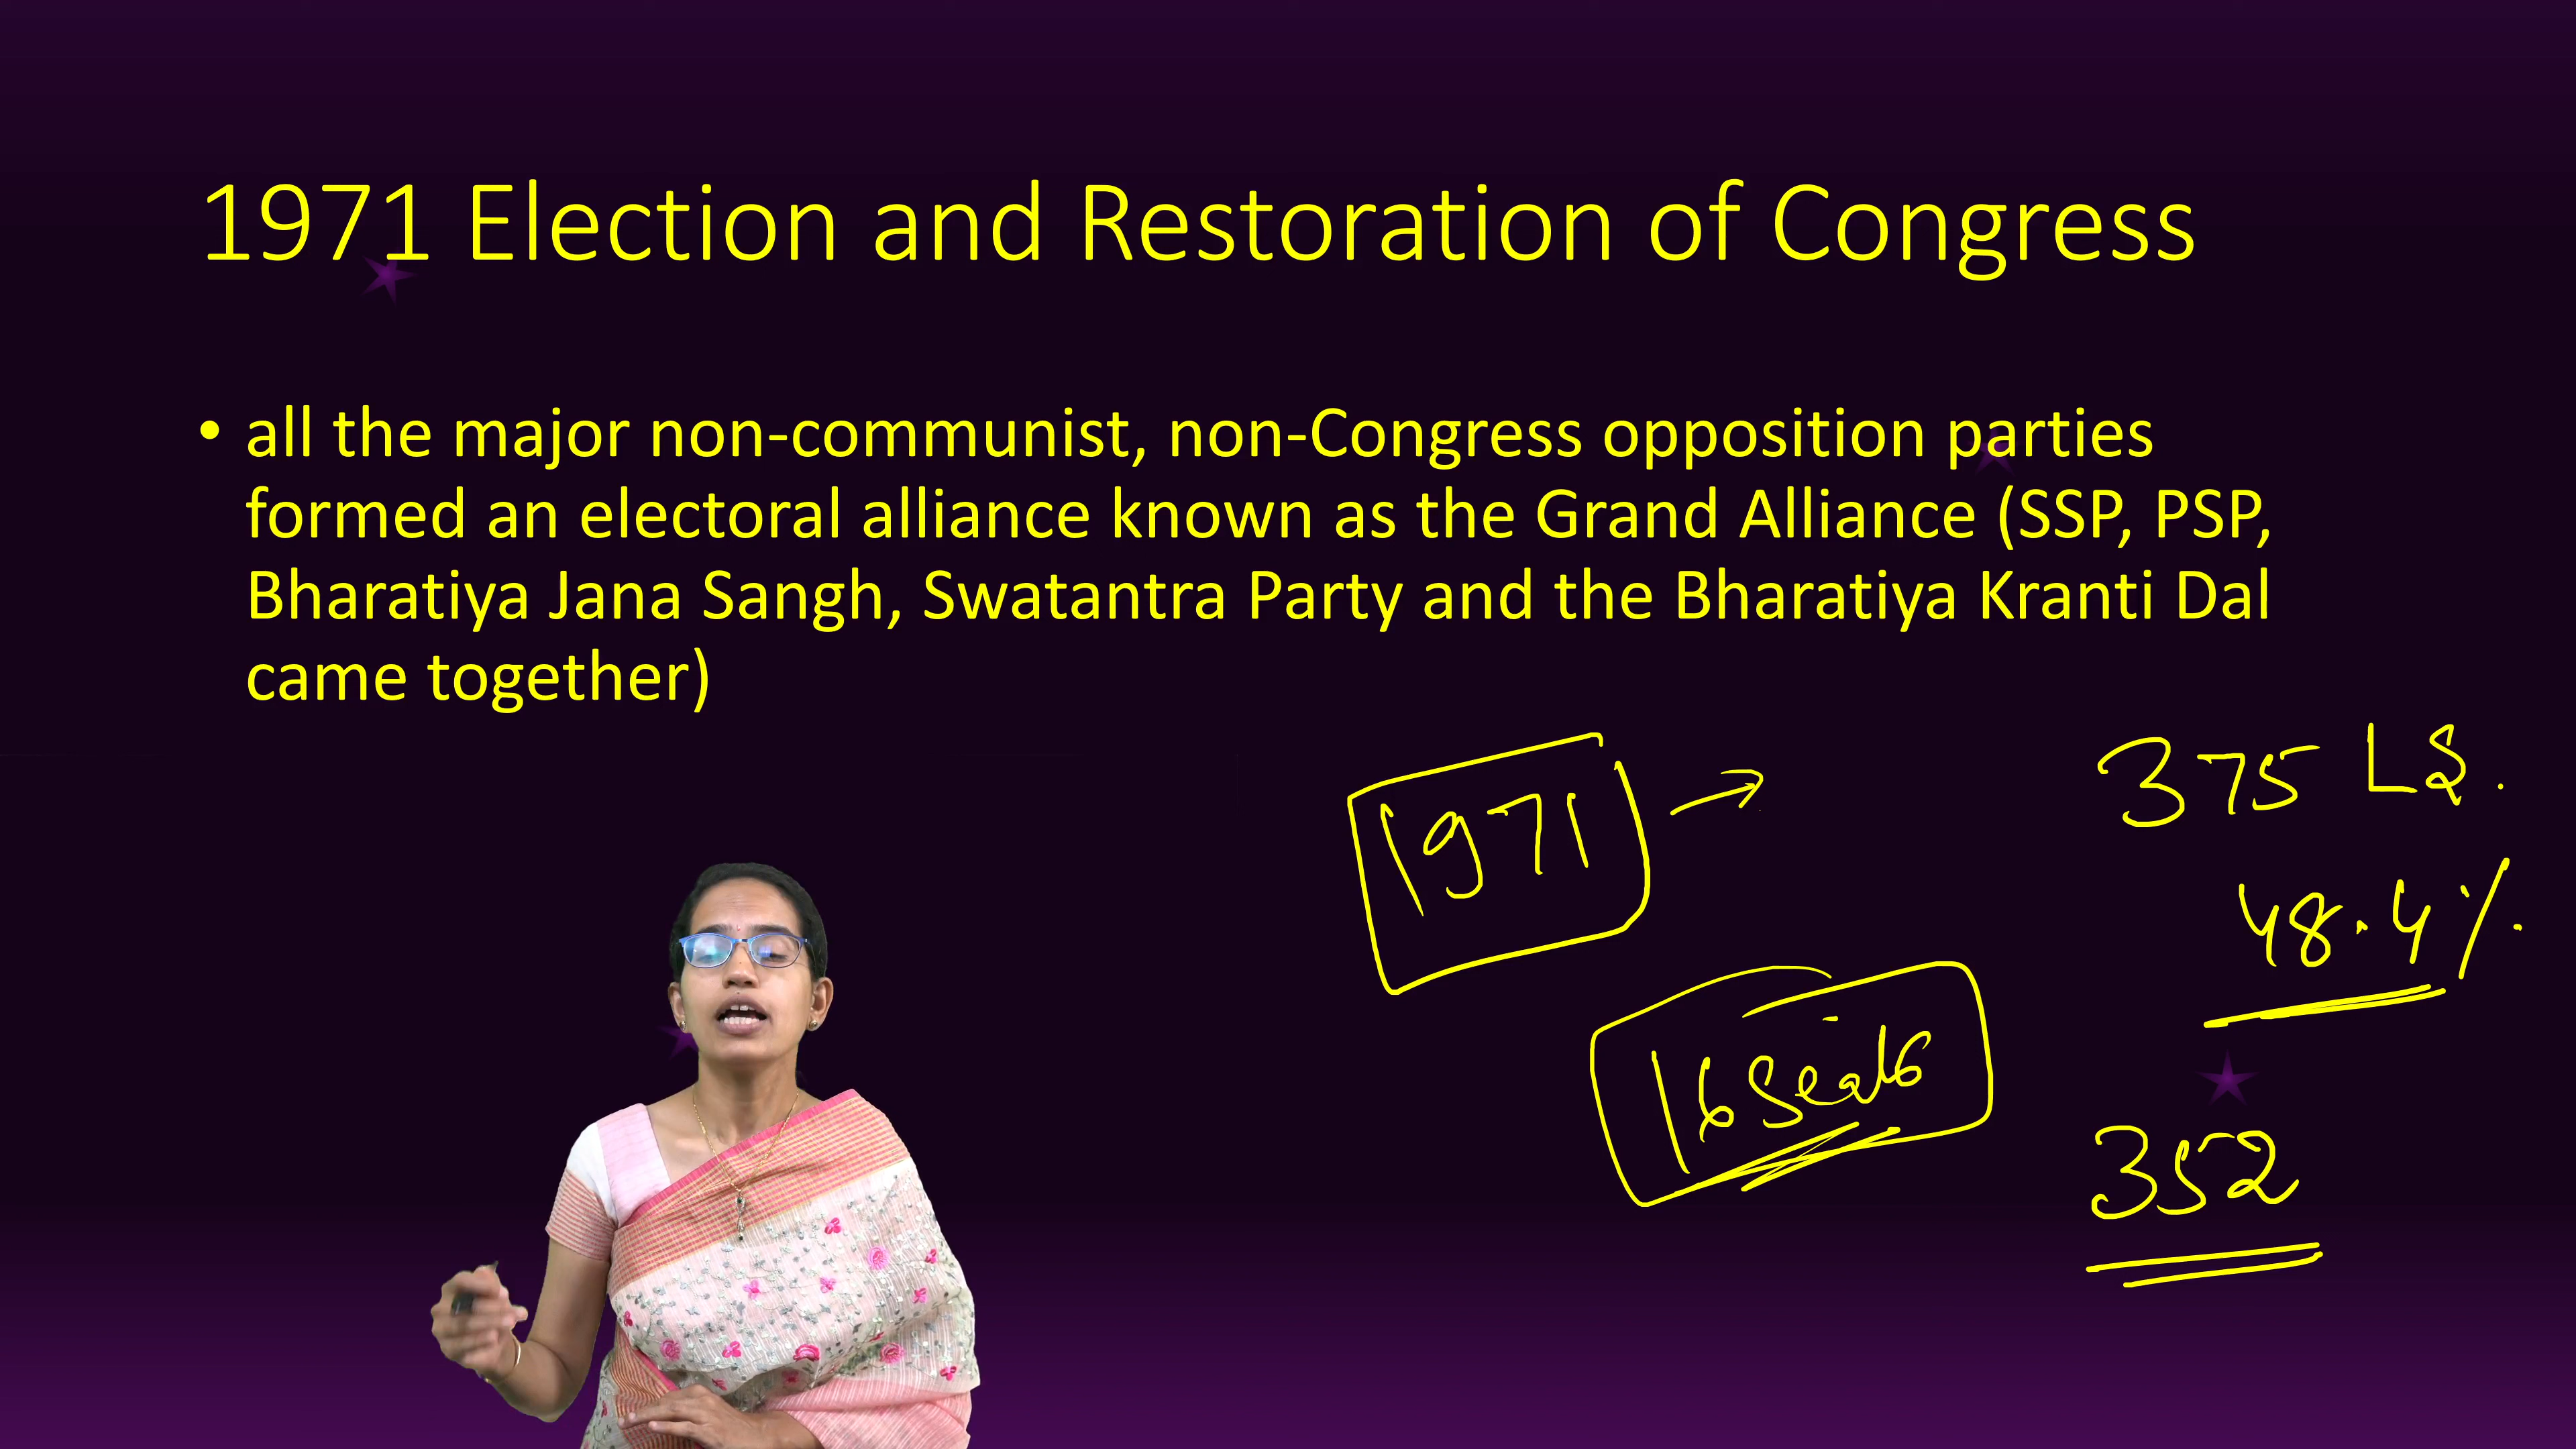 1971 Election and Restoration of Congress
• all the major non-communist, non-Congress opposition parties
formed an electoral alliance known as the Grand Alliance (SSP, PSP,
Bharatiya Jana Sangh, Swatantra Party and the Bharatiya Kranti Dal
came together)
1971 →
375 LS.
48.4%
16 Seats
352